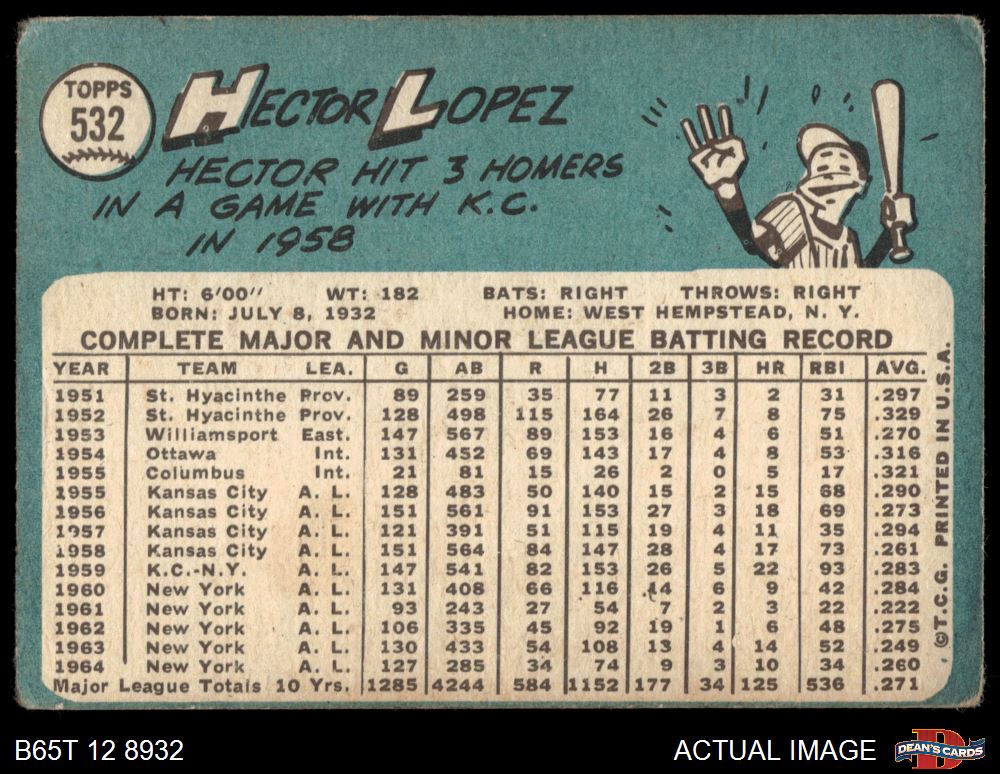 TOPPS
532
HECTOR LOPEZ
HECTOR HIT 3 HOMERS
IN A GAME WITH K.C.
IN 1958
HT: 6'00" WT: 182 BATS: RIGHT THROWS: RIGHT
BORN: JULY 8, 1932 HOME: WEST HEMPSTEAD, N. Y.
COMPLETE MAJOR AND MINOR LEAGUE BATTING RECORD
YEAR TEAM LEA. G AB R H 2B 3B HR RBI AVG.
1951 St. Hyacinthe Prov. 89 259 35 77 11 3 2 31 .297
1952 St. Hyacinthe Prov. 128 498 115 164 26 7 8 75 .329
1953 Williamsport East. 147 567 89 153 16 4 6 51 .270
1954 Ottawa Int. 131 452 69 143 17 4 8 53 .316
1955 Columbus Int. 21 81 15 26 2 0 5 17 .321
1955 Kansas City A. L. 128 483 50 140 15 2 15 68 .290
1956 Kansas City A. L. 151 561 91 153 27 3 18 69 .273
1957 Kansas City A. L. 121 391 51 115 19 4 11 35 .294
1958 Kansas City A. L. 151 564 84 147 28 4 17 73 .261
1959 K.C.-N.Y. A. L. 147 541 82 153 26 5 22 93 .283
1960 New York A. L. 131 408 66 116 14 6 9 42 .284
1961 New York A. L. 93 243 27 54 7 2 3 22 .222
1962 New York A. L. 106 335 45 92 19 1 6 48 .275
1963 New York A. L. 130 433 54 108 13 4 14 52 .249
1964 New York A. L. 127 285 34 74 9 3 10 34 .260
Major League Totals 10 Yrs. 1285 4244 584 1152 177 34 125 536 .271
©T.C.G. PRINTED IN U.S.A.
B65T 12 8932 ACTUAL IMAGE DEAN'S CARDS